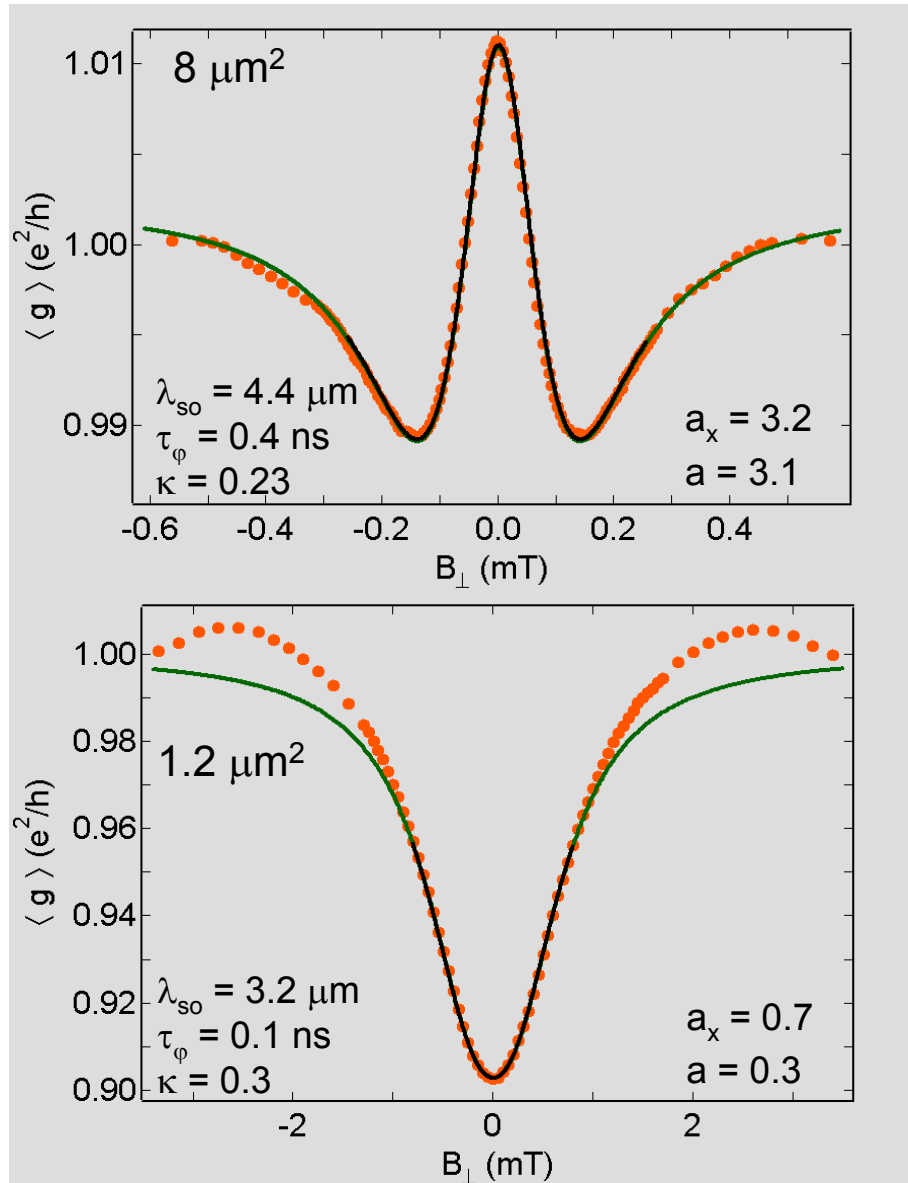 8 μm²
1.01
1.00
0.99
⟨ g ⟩ (e²/h)
λso = 4.4 μm
τφ = 0.4 ns
κ = 0.23
aₓ = 3.2
a = 3.1
-0.6 -0.4 -0.2 0.0 0.2 0.4
B⊥ (mT)
1.00
0.98
1.2 μm²
0.96
0.94
0.92
0.90
⟨ g ⟩ (e²/h)
λso = 3.2 μm
τφ = 0.1 ns
κ = 0.3
aₓ = 0.7
a = 0.3
-2 0 2
B⊥ (mT)